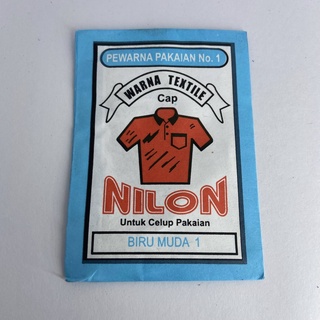 PEWARNA PAKAIAN No. 1
WARNA TEXTILE
Cap
NILON
Untuk Celup Pakaian
BIRU MUDA 1